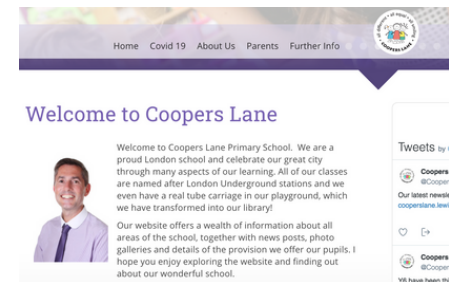 Home Covid 19 About Us Parents Further Info
COOPERS LANE
Welcome to Coopers Lane
Welcome to Coopers Lane Primary School. We are a
proud London school and celebrate our great city
through many aspects of our learning. All of our classes
are named after London Underground stations and we
even have a real tube carriage in our playground, which
we have transformed into our library!
Our website offers a wealth of information about all
areas of the school, together with news posts, photo
galleries and details of the provision we offer our pupils. I
hope you enjoy exploring the website and finding out
about our wonderful school.
Tweets by
Coopers
@Cooper
Our latest newsle
cooperslane.lewi
Coopers
@Cooper